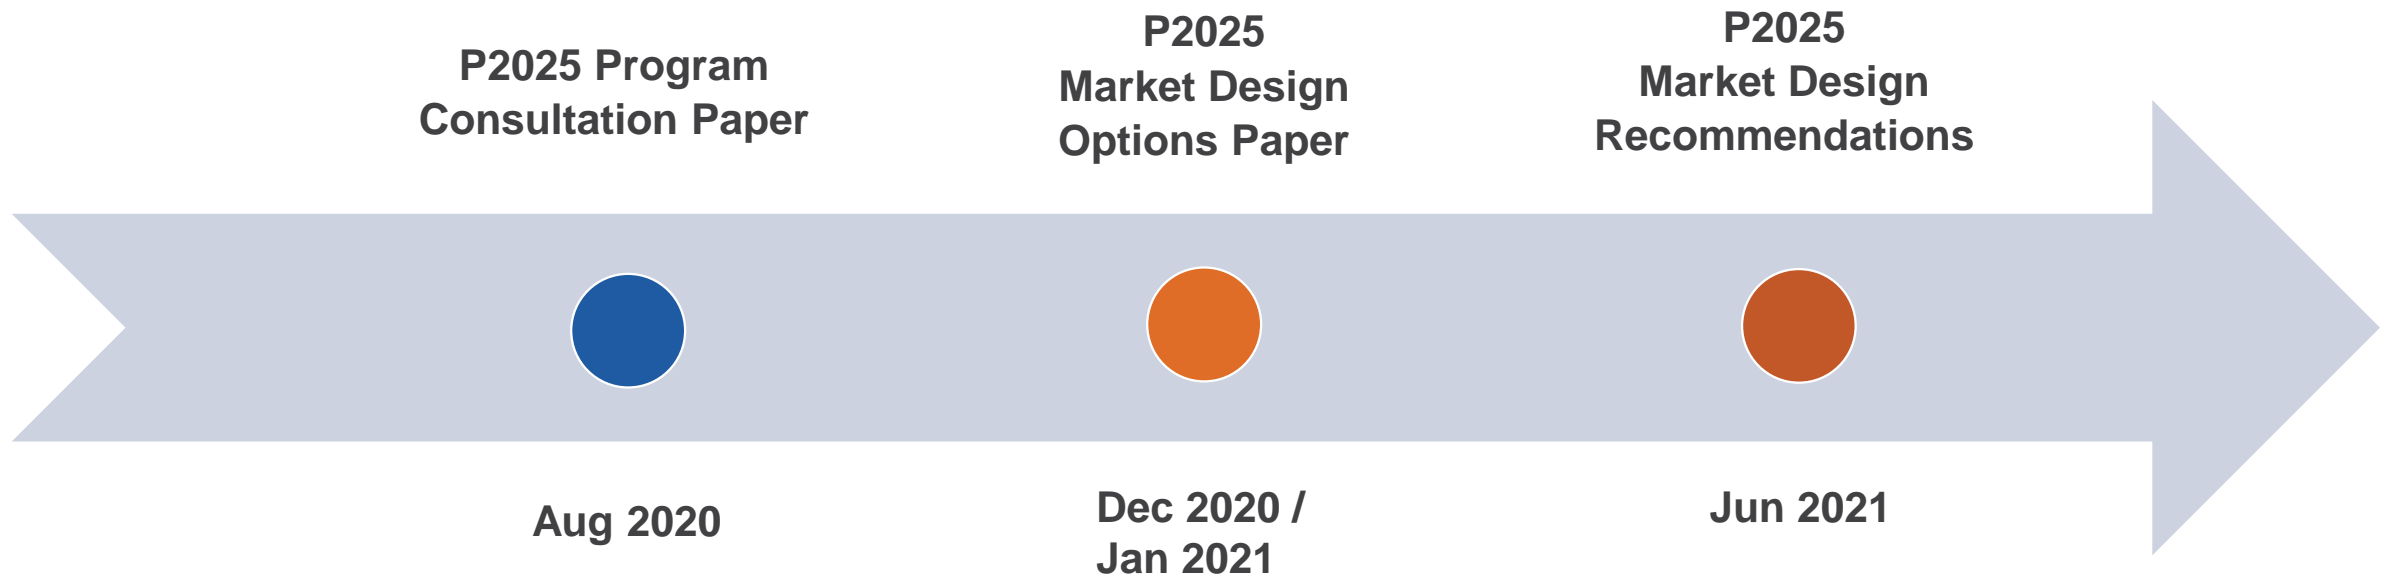 P2025 Program
Consultation Paper
P2025
Market Design
Options Paper
P2025
Market Design
Recommendations
Aug 2020
Dec 2020 /
Jan 2021
Jun 2021